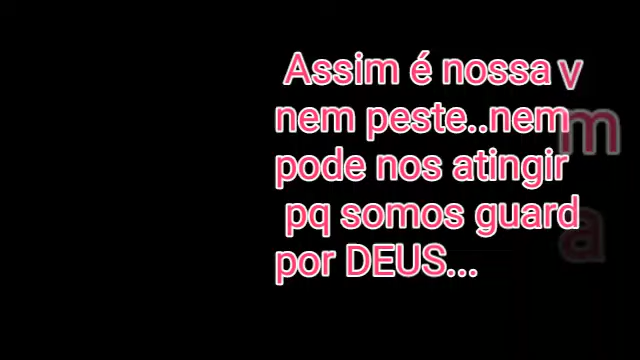 Assim é nossa v
nem peste..nem
pode nos atingir
pq somos guard
por DEUS...
m
a